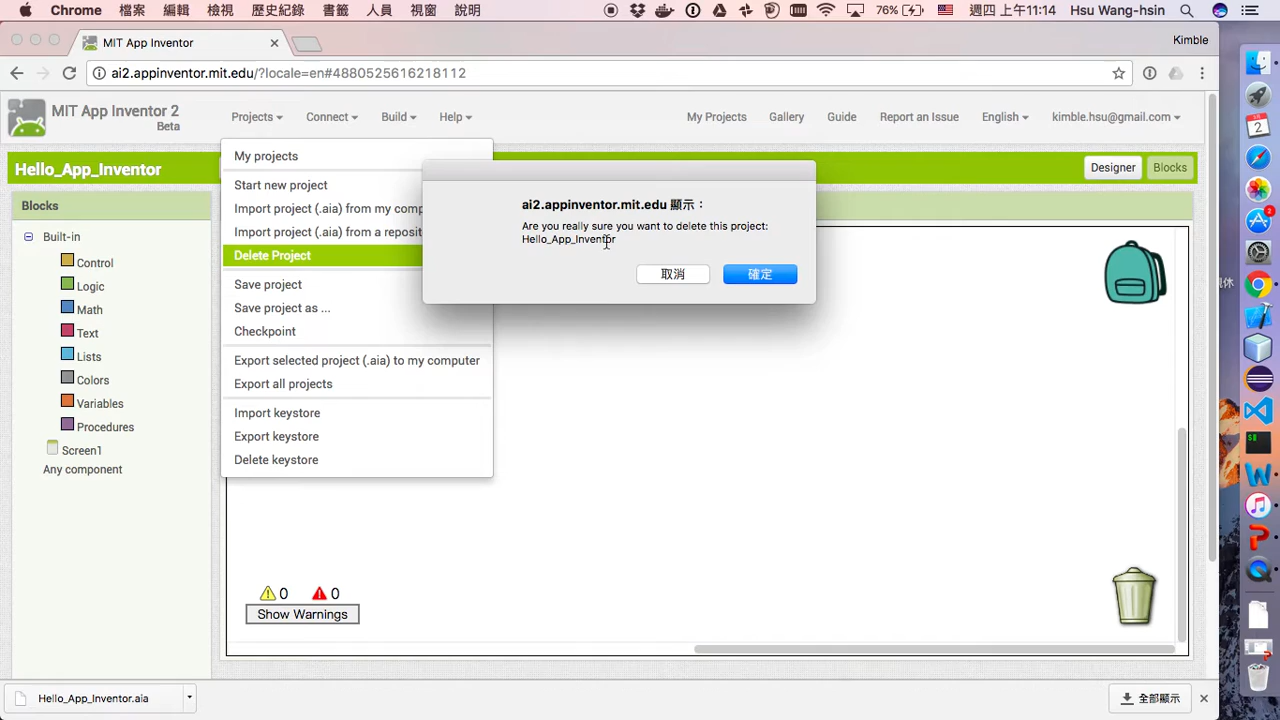 Chrome 檔案 編輯 檢視 歷史紀錄 書籤 人員 視窗 說明 76% 週四 上午11:14 Hsu Wang-hsin
MIT App Inventor
Kimble
ai2.appinventor.mit.edu/?locale=en#4880525616218112
MIT App Inventor 2
Beta
Projects Connect Build Help My Projects Gallery Guide Report an Issue English kimble.hsu@gmail.com
Hello_App_Inventor
Designer Blocks
Blocks
Built-in
Control
Logic
Math
Text
Lists
Colors
Variables
Procedures
Screen1
Any component
My projects
Start new project
Import project (.aia) from my comp
Import project (.aia) from a reposit
Delete Project
Save project
Save project as ...
Checkpoint
Export selected project (.aia) to my computer
Export all projects
Import keystore
Export keystore
Delete keystore
ai2.appinventor.mit.edu 顯示：
Are you really sure you want to delete this project:
Hello_App_Inventor
取消 確定
0 0
Show Warnings
Hello_App_Inventor.aia
全部顯示